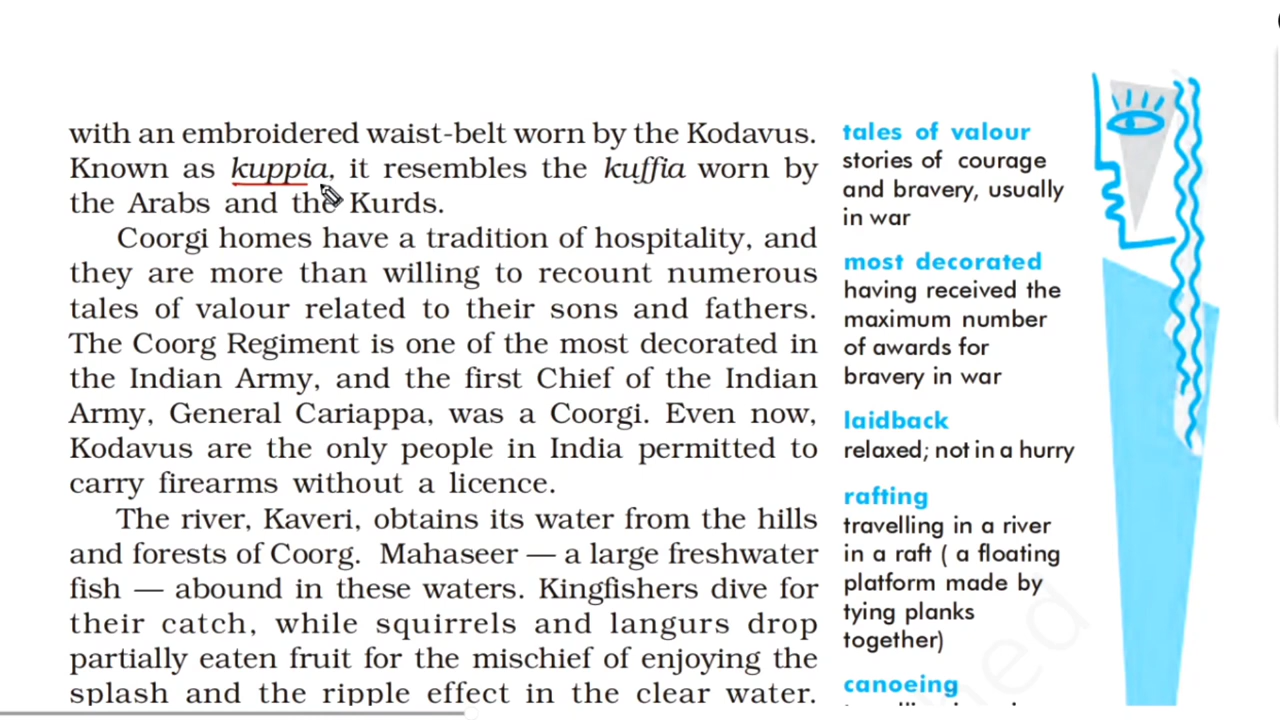 with an embroidered waist-belt worn by the Kodavus.
Known as kuppia, it resembles the kuffia worn by
the Arabs and the Kurds.
Coorgi homes have a tradition of hospitality, and
they are more than willing to recount numerous
tales of valour related to their sons and fathers.
The Coorg Regiment is one of the most decorated in
the Indian Army, and the first Chief of the Indian
Army, General Cariappa, was a Coorgi. Even now,
Kodavus are the only people in India permitted to
carry firearms without a licence.
The river, Kaveri, obtains its water from the hills
and forests of Coorg. Mahaseer — a large freshwater
fish — abound in these waters. Kingfishers dive for
their catch, while squirrels and langurs drop
partially eaten fruit for the mischief of enjoying the
splash and the ripple effect in the clear water.
tales of valour
stories of courage
and bravery, usually
in war
most decorated
having received the
maximum number
of awards for
bravery in war
laidback
relaxed; not in a hurry
rafting
travelling in a river
in a raft ( a floating
platform made by
tying planks
together)
canoeing